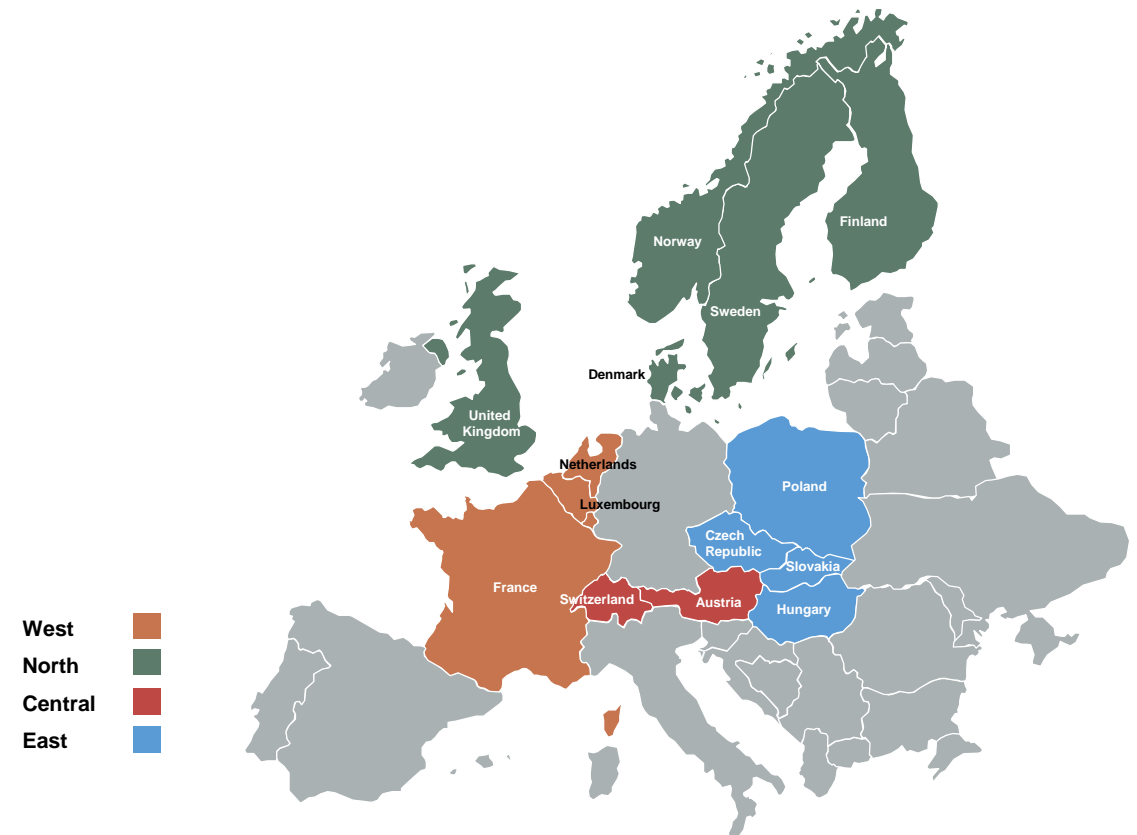 Norway
Finland
Sweden
Denmark
United
Kingdom
Netherlands
Luxembourg
Poland
Czech
Republic
Slovakia
France
Switzerland
Austria
Hungary
West
North
Central
East